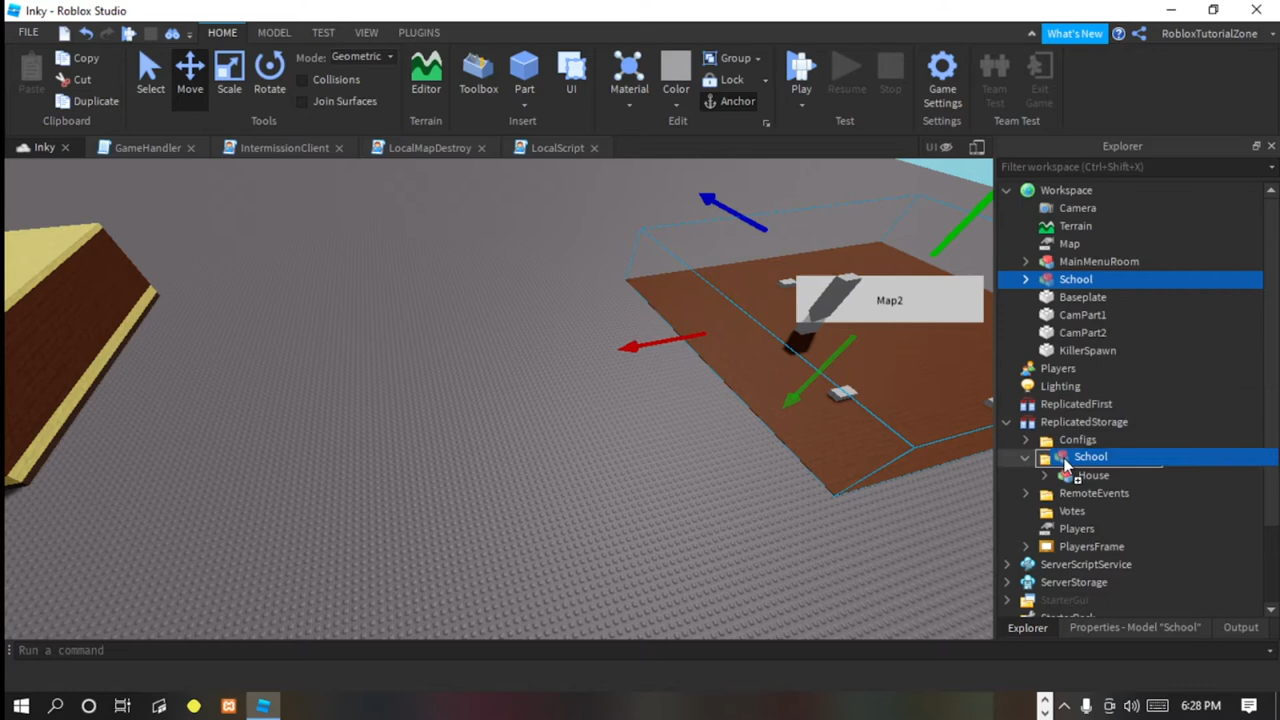 Inky - Roblox Studio
FILE HOME MODEL TEST VIEW PLUGINS What's New RobloxTutorialZone
Paste Copy Cut Duplicate Clipboard
Select Move Scale Rotate Mode: Geometric Collisions Join Surfaces Tools
Editor Terrain
Toolbox Part UI Insert
Material Color Group Lock Anchor Edit
Play Resume Stop Test
Game Settings Settings
Team Test Exit Game Team Test
Inky GameHandler IntermissionClient LocalMapDestroy LocalScript UI
Explorer
Filter workspace (Ctrl+Shift+X)
Workspace
Camera
Terrain
Map
MainMenuRoom
School
Baseplate
CamPart1
CamPart2
KillerSpawn
Players
Lighting
ReplicatedFirst
ReplicatedStorage
Configs
School
House
RemoteEvents
Votes
Players
PlayersFrame
ServerScriptService
ServerStorage
StarterGui
Map2
Explorer Properties - Model "School" Output
Run a command
6:28 PM